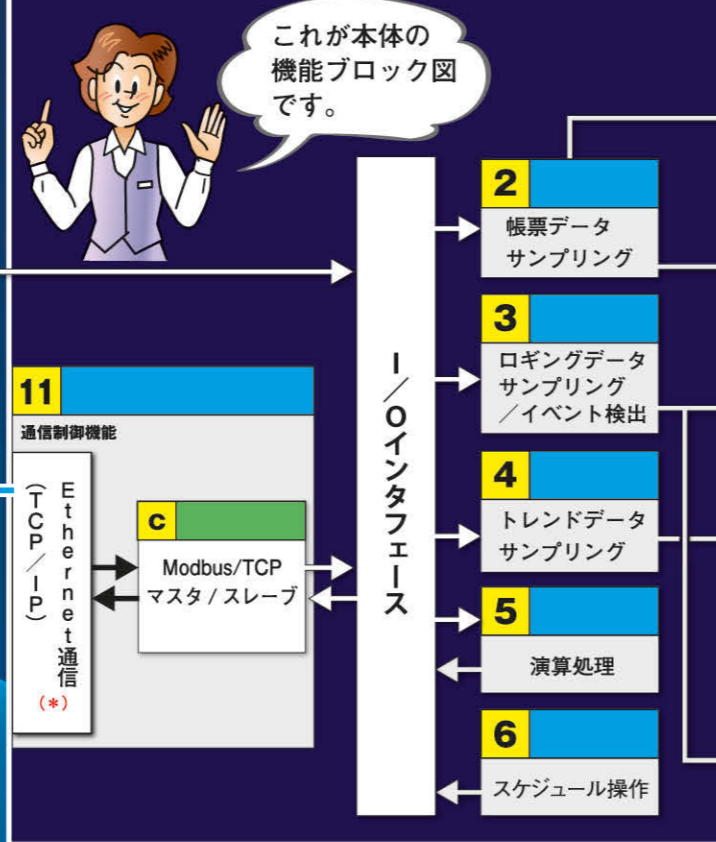 これが本体の
機能ブロック図
です。
2
帳票データ
サンプリング
3
ロギングデータ
サンプリング
／イベント検出
11
通信制御機能
Ethernet通信
（TCP／IP）
（*）
c
Modbus/TCP
マスタ / スレーブ
I／Oインタフェース
4
トレンドデータ
サンプリング
5
演算処理
6
スケジュール操作